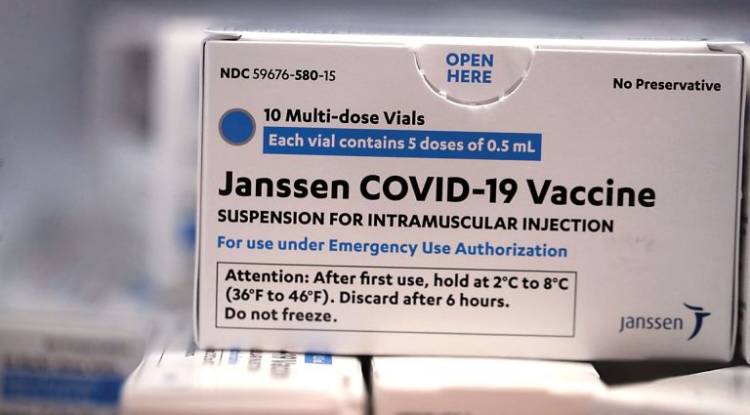 NDC 59676-580-15
OPEN
HERE
No Preservative
10 Multi-dose Vials
Each vial contains 5 doses of 0.5 mL
Janssen COVID-19 Vaccine
SUSPENSION FOR INTRAMUSCULAR INJECTION
For use under Emergency Use Authorization
Attention: After first use, hold at 2°C to 8°C
(36°F to 46°F). Discard after 6 hours.
Do not freeze.
janssen